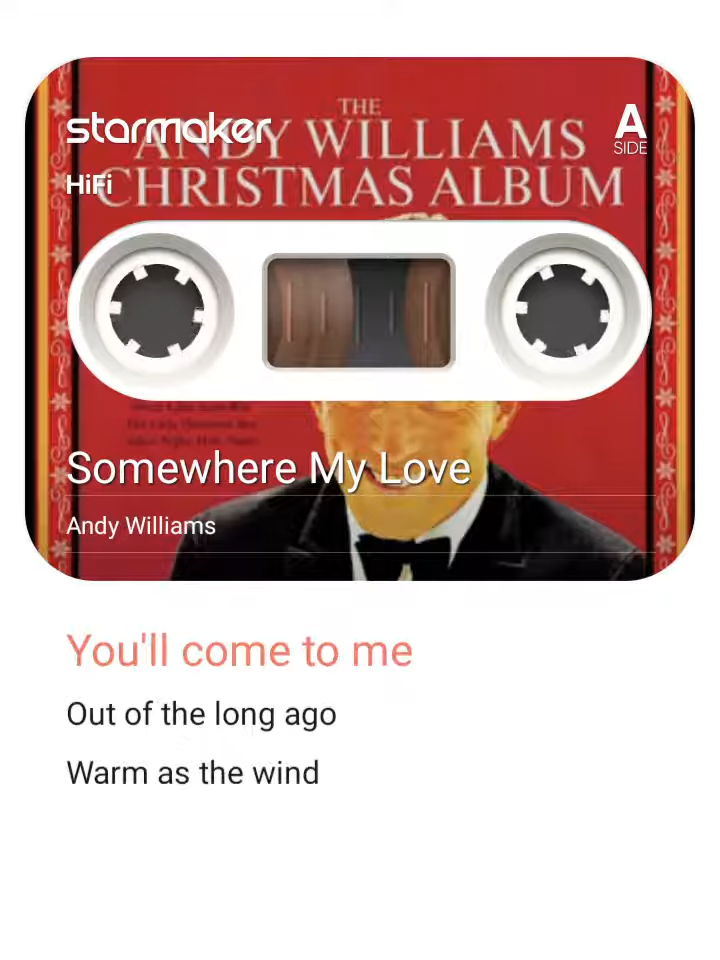 starmaker
A
SIDE
HiFi
THE
ANDY WILLIAMS
CHRISTMAS ALBUM
Somewhere My Love
Andy Williams
You'll come to me
Out of the long ago
Warm as the wind